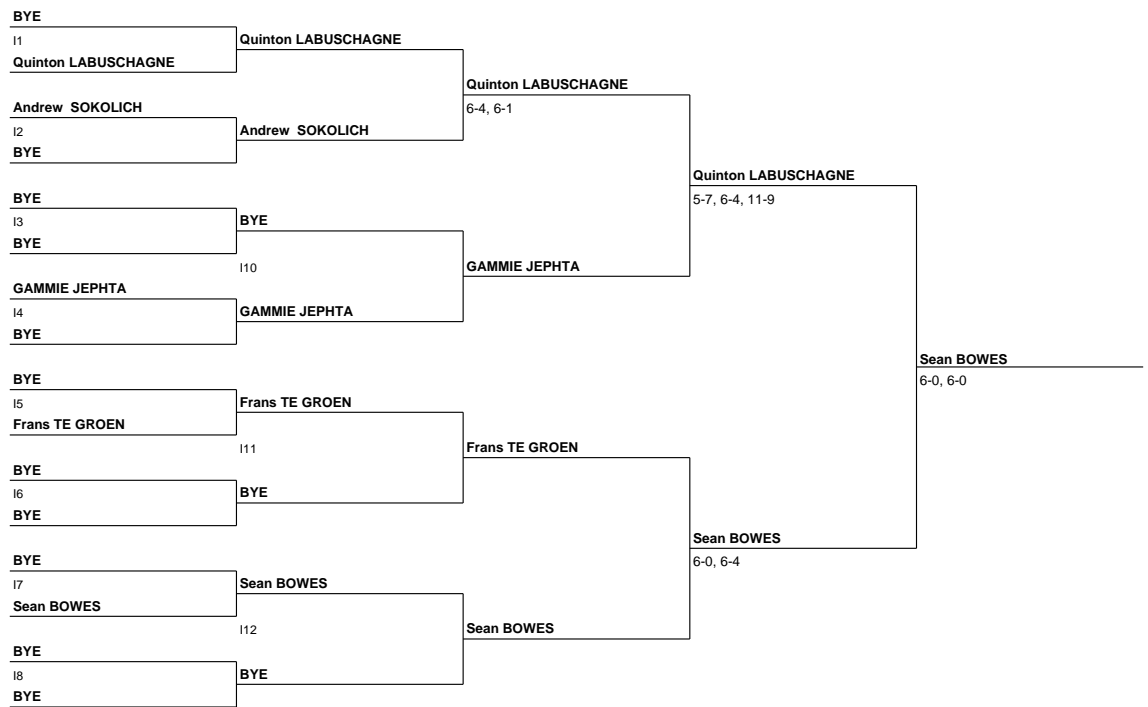 BYE
I1
Quinton LABUSCHAGNE
Andrew SOKOLICH
I2
BYE
BYE
I3
BYE
GAMMIE JEPHTA
I4
BYE
BYE
I5
Frans TE GROEN
BYE
I6
BYE
BYE
I7
Sean BOWES
BYE
I8
BYE
Quinton LABUSCHAGNE
Andrew SOKOLICH
BYE
I10
GAMMIE JEPHTA
Frans TE GROEN
I11
BYE
Sean BOWES
I12
BYE
Quinton LABUSCHAGNE
6-4, 6-1
GAMMIE JEPHTA
Frans TE GROEN
Sean BOWES
Quinton LABUSCHAGNE
5-7, 6-4, 11-9
Sean BOWES
6-0, 6-4
Sean BOWES
6-0, 6-0